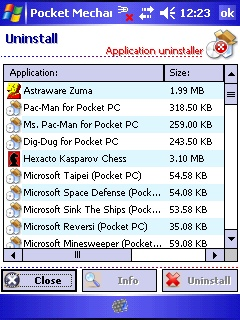 Pocket Mechar 12:23 ok
Uninstall
Application uninstaller
Application: Size:
Astraware Zuma 1.99 MB
Pac-Man for Pocket PC 318.50 KB
Ms. Pac-Man for Pocket PC 259.00 KB
Dig-Dug for Pocket PC 243.50 KB
Hexacto Kasparov Chess 3.10 MB
Microsoft Taipei (Pocket PC) 54.58 KB
Microsoft Space Defense (Pock... 54.08 KB
Microsoft Sink The Ships (Pock... 53.58 KB
Microsoft Reversi (Pocket PC) 54.08 KB
Microsoft Minesweeper (Pocket... 59.08 KB
Close Info Uninstall